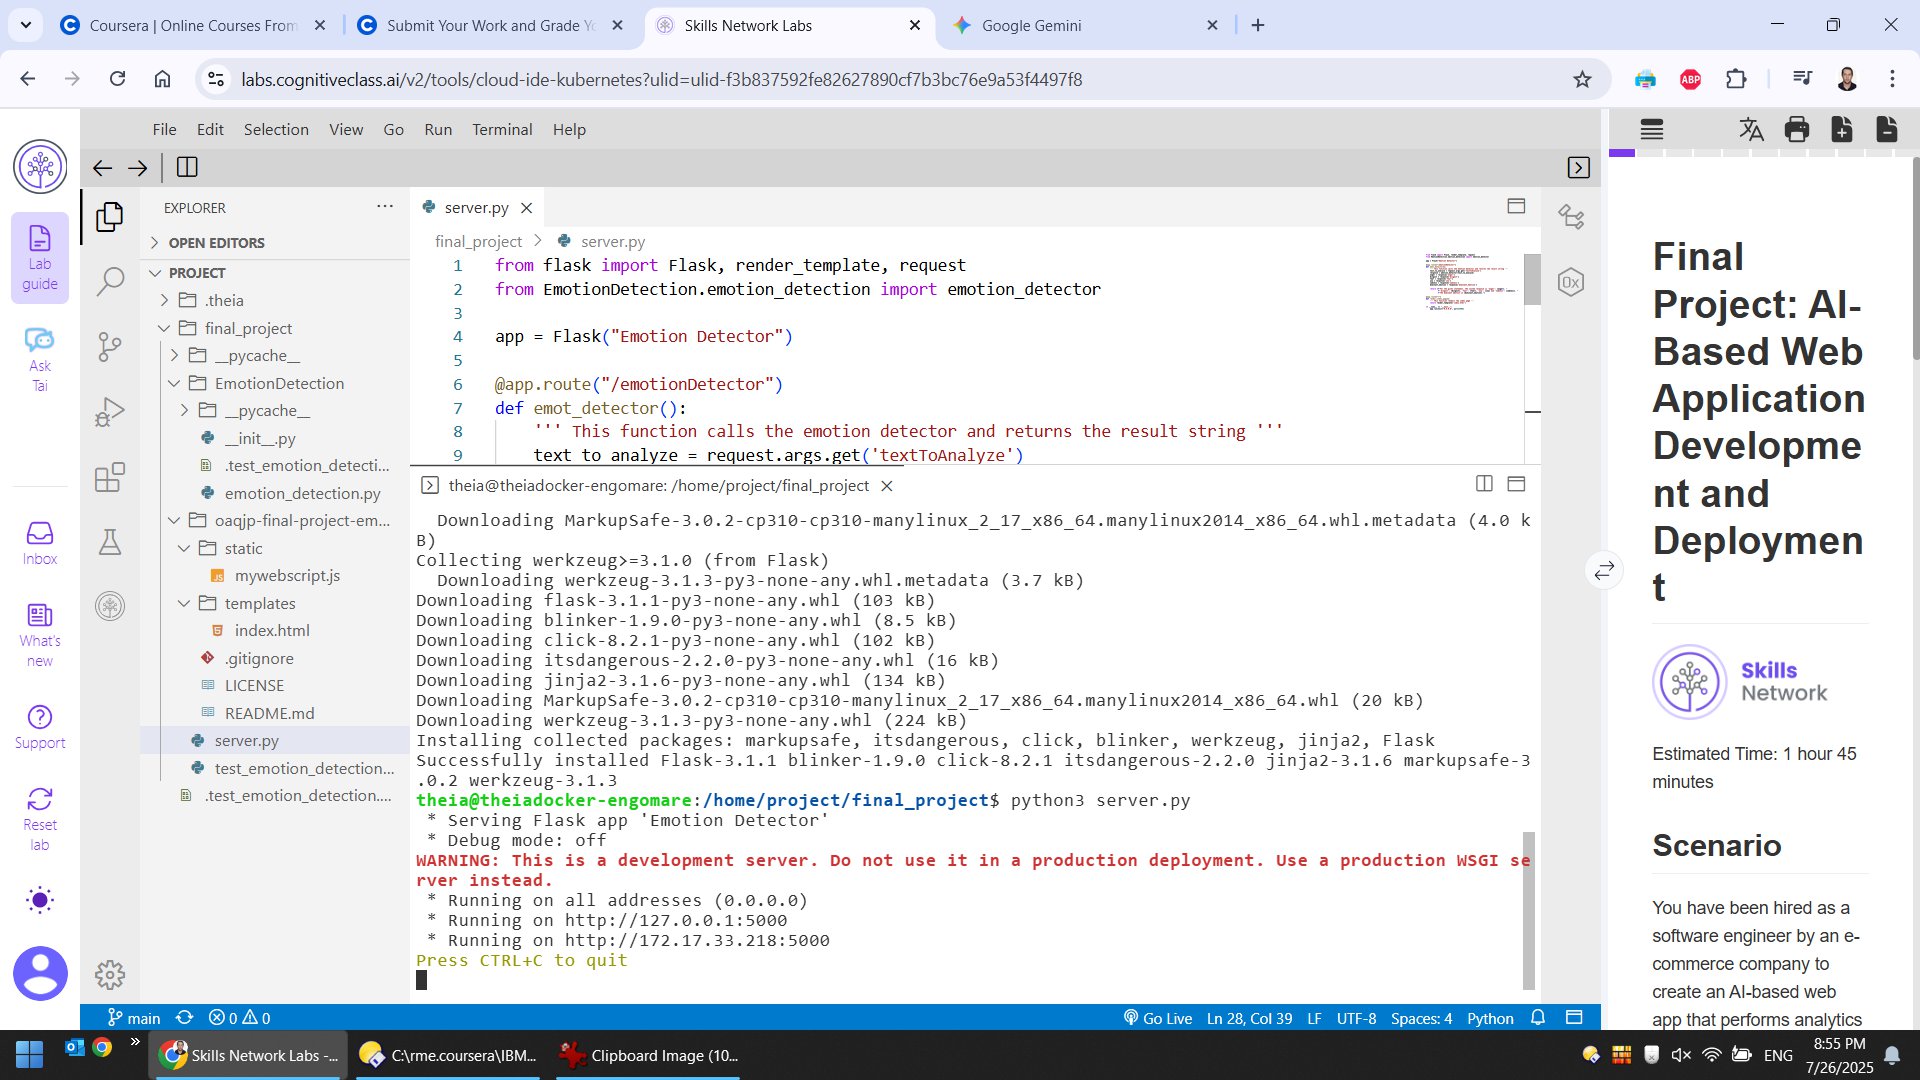 Coursera | Online Courses From
Submit Your Work and Grade Yo
Skills Network Labs
Google Gemini
labs.cognitiveclass.ai/v2/tools/cloud-ide-kubernetes?ulid=ulid-f3b837592fe82627890cf7b3bc76e9a53f4497f8
ABP
File Edit Selection View Go Run Terminal Help
Lab
guide
Ask
Tai
Inbox
What's
new
Support
Reset
lab
EXPLORER
OPEN EDITORS
PROJECT
.theia
final_project
__pycache__
EmotionDetection
__pycache__
__init__.py
.test_emotion_detecti...
emotion_detection.py
oaqjp-final-project-em...
static
JS mywebscript.js
templates
index.html
.gitignore
LICENSE
README.md
server.py
test_emotion_detection...
.test_emotion_detection....
server.py
final_project > server.py
1 from flask import Flask, render_template, request
2 from EmotionDetection.emotion_detection import emotion_detector
3
4 app = Flask("Emotion Detector")
5
6 @app.route("/emotionDetector")
7 def emot_detector():
8 ''' This function calls the emotion detector and returns the result string '''
9 text_to_analyze = request.args.get('textToAnalyze')
0x
theia@theiadocker-engomare: /home/project/final_project
Downloading MarkupSafe-3.0.2-cp310-cp310-manylinux_2_17_x86_64.manylinux2014_x86_64.whl.metadata (4.0 k
B)
Collecting werkzeug>=3.1.0 (from Flask)
Downloading werkzeug-3.1.3-py3-none-any.whl.metadata (3.7 kB)
Downloading flask-3.1.1-py3-none-any.whl (103 kB)
Downloading blinker-1.9.0-py3-none-any.whl (8.5 kB)
Downloading click-8.2.1-py3-none-any.whl (102 kB)
Downloading itsdangerous-2.2.0-py3-none-any.whl (16 kB)
Downloading jinja2-3.1.6-py3-none-any.whl (134 kB)
Downloading MarkupSafe-3.0.2-cp310-cp310-manylinux_2_17_x86_64.manylinux2014_x86_64.whl (20 kB)
Downloading werkzeug-3.1.3-py3-none-any.whl (224 kB)
Installing collected packages: markupsafe, itsdangerous, click, blinker, werkzeug, jinja2, Flask
Successfully installed Flask-3.1.1 blinker-1.9.0 click-8.2.1 itsdangerous-2.2.0 jinja2-3.1.6 markupsafe-3
.0.2 werkzeug-3.1.3
theia@theiadocker-engomare:/home/project/final_project$ python3 server.py
* Serving Flask app 'Emotion Detector'
* Debug mode: off
WARNING: This is a development server. Do not use it in a production deployment. Use a production WSGI se
rver instead.
* Running on all addresses (0.0.0.0)
* Running on http://127.0.0.1:5000
* Running on http://172.17.33.218:5000
Press CTRL+C to quit
main 0 0 Go Live Ln 28, Col 39 LF UTF-8 Spaces: 4 Python
Final
Project: AI-
Based Web
Application
Developme
nt and
Deploymen
t
Skills
Network
Estimated Time: 1 hour 45
minutes
Scenario
You have been hired as a
software engineer by an e-
commerce company to
create an AI-based web
app that performs analytics
Skills Network Labs -...
C:\rme.coursera\IBM...
Clipboard Image (10...
ENG
8:55 PM
7/26/2025